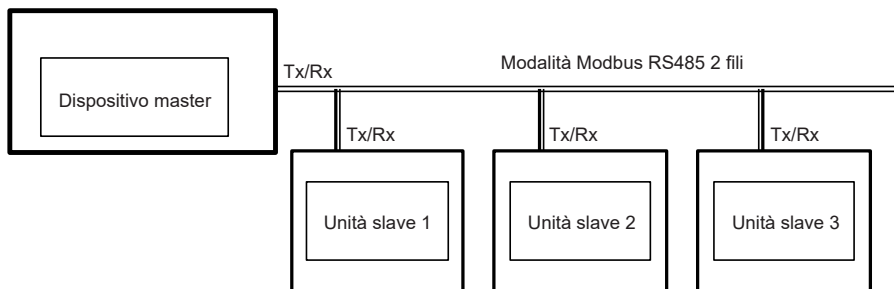 Modalità Modbus RS485 2 fili
Tx/Rx
Dispositivo master
Tx/Rx
Tx/Rx
Tx/Rx
Unità slave 1
Unità slave 2
Unità slave 3